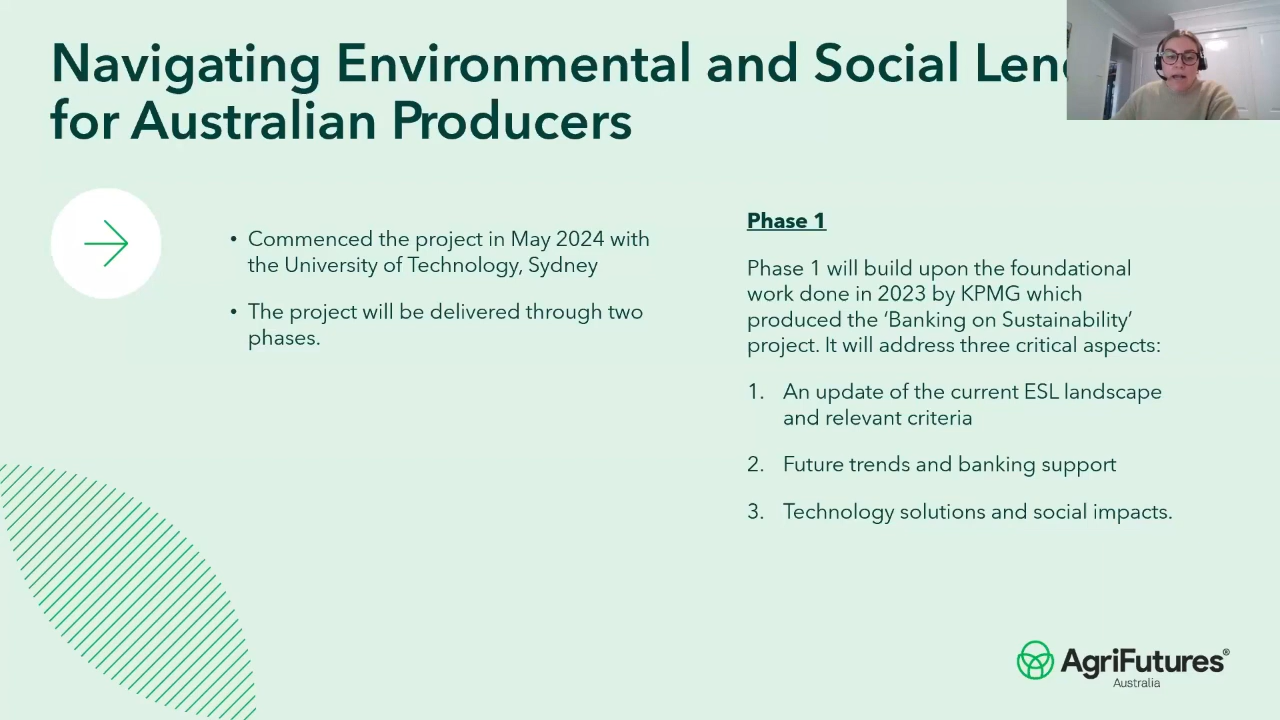 Navigating Environmental and Social
for Australian Producers
• Commenced the project in May 2024 with
the University of Technology, Sydney
• The project will be delivered through two
phases.
Phase 1
Phase 1 will build upon the foundational
work done in 2023 by KPMG which
produced the ‘Banking on Sustainability’
project. It will address three critical aspects:
1. An update of the current ESL landscape
and relevant criteria
2. Future trends and banking support
3. Technology solutions and social impacts.
AgriFutures®
Australia